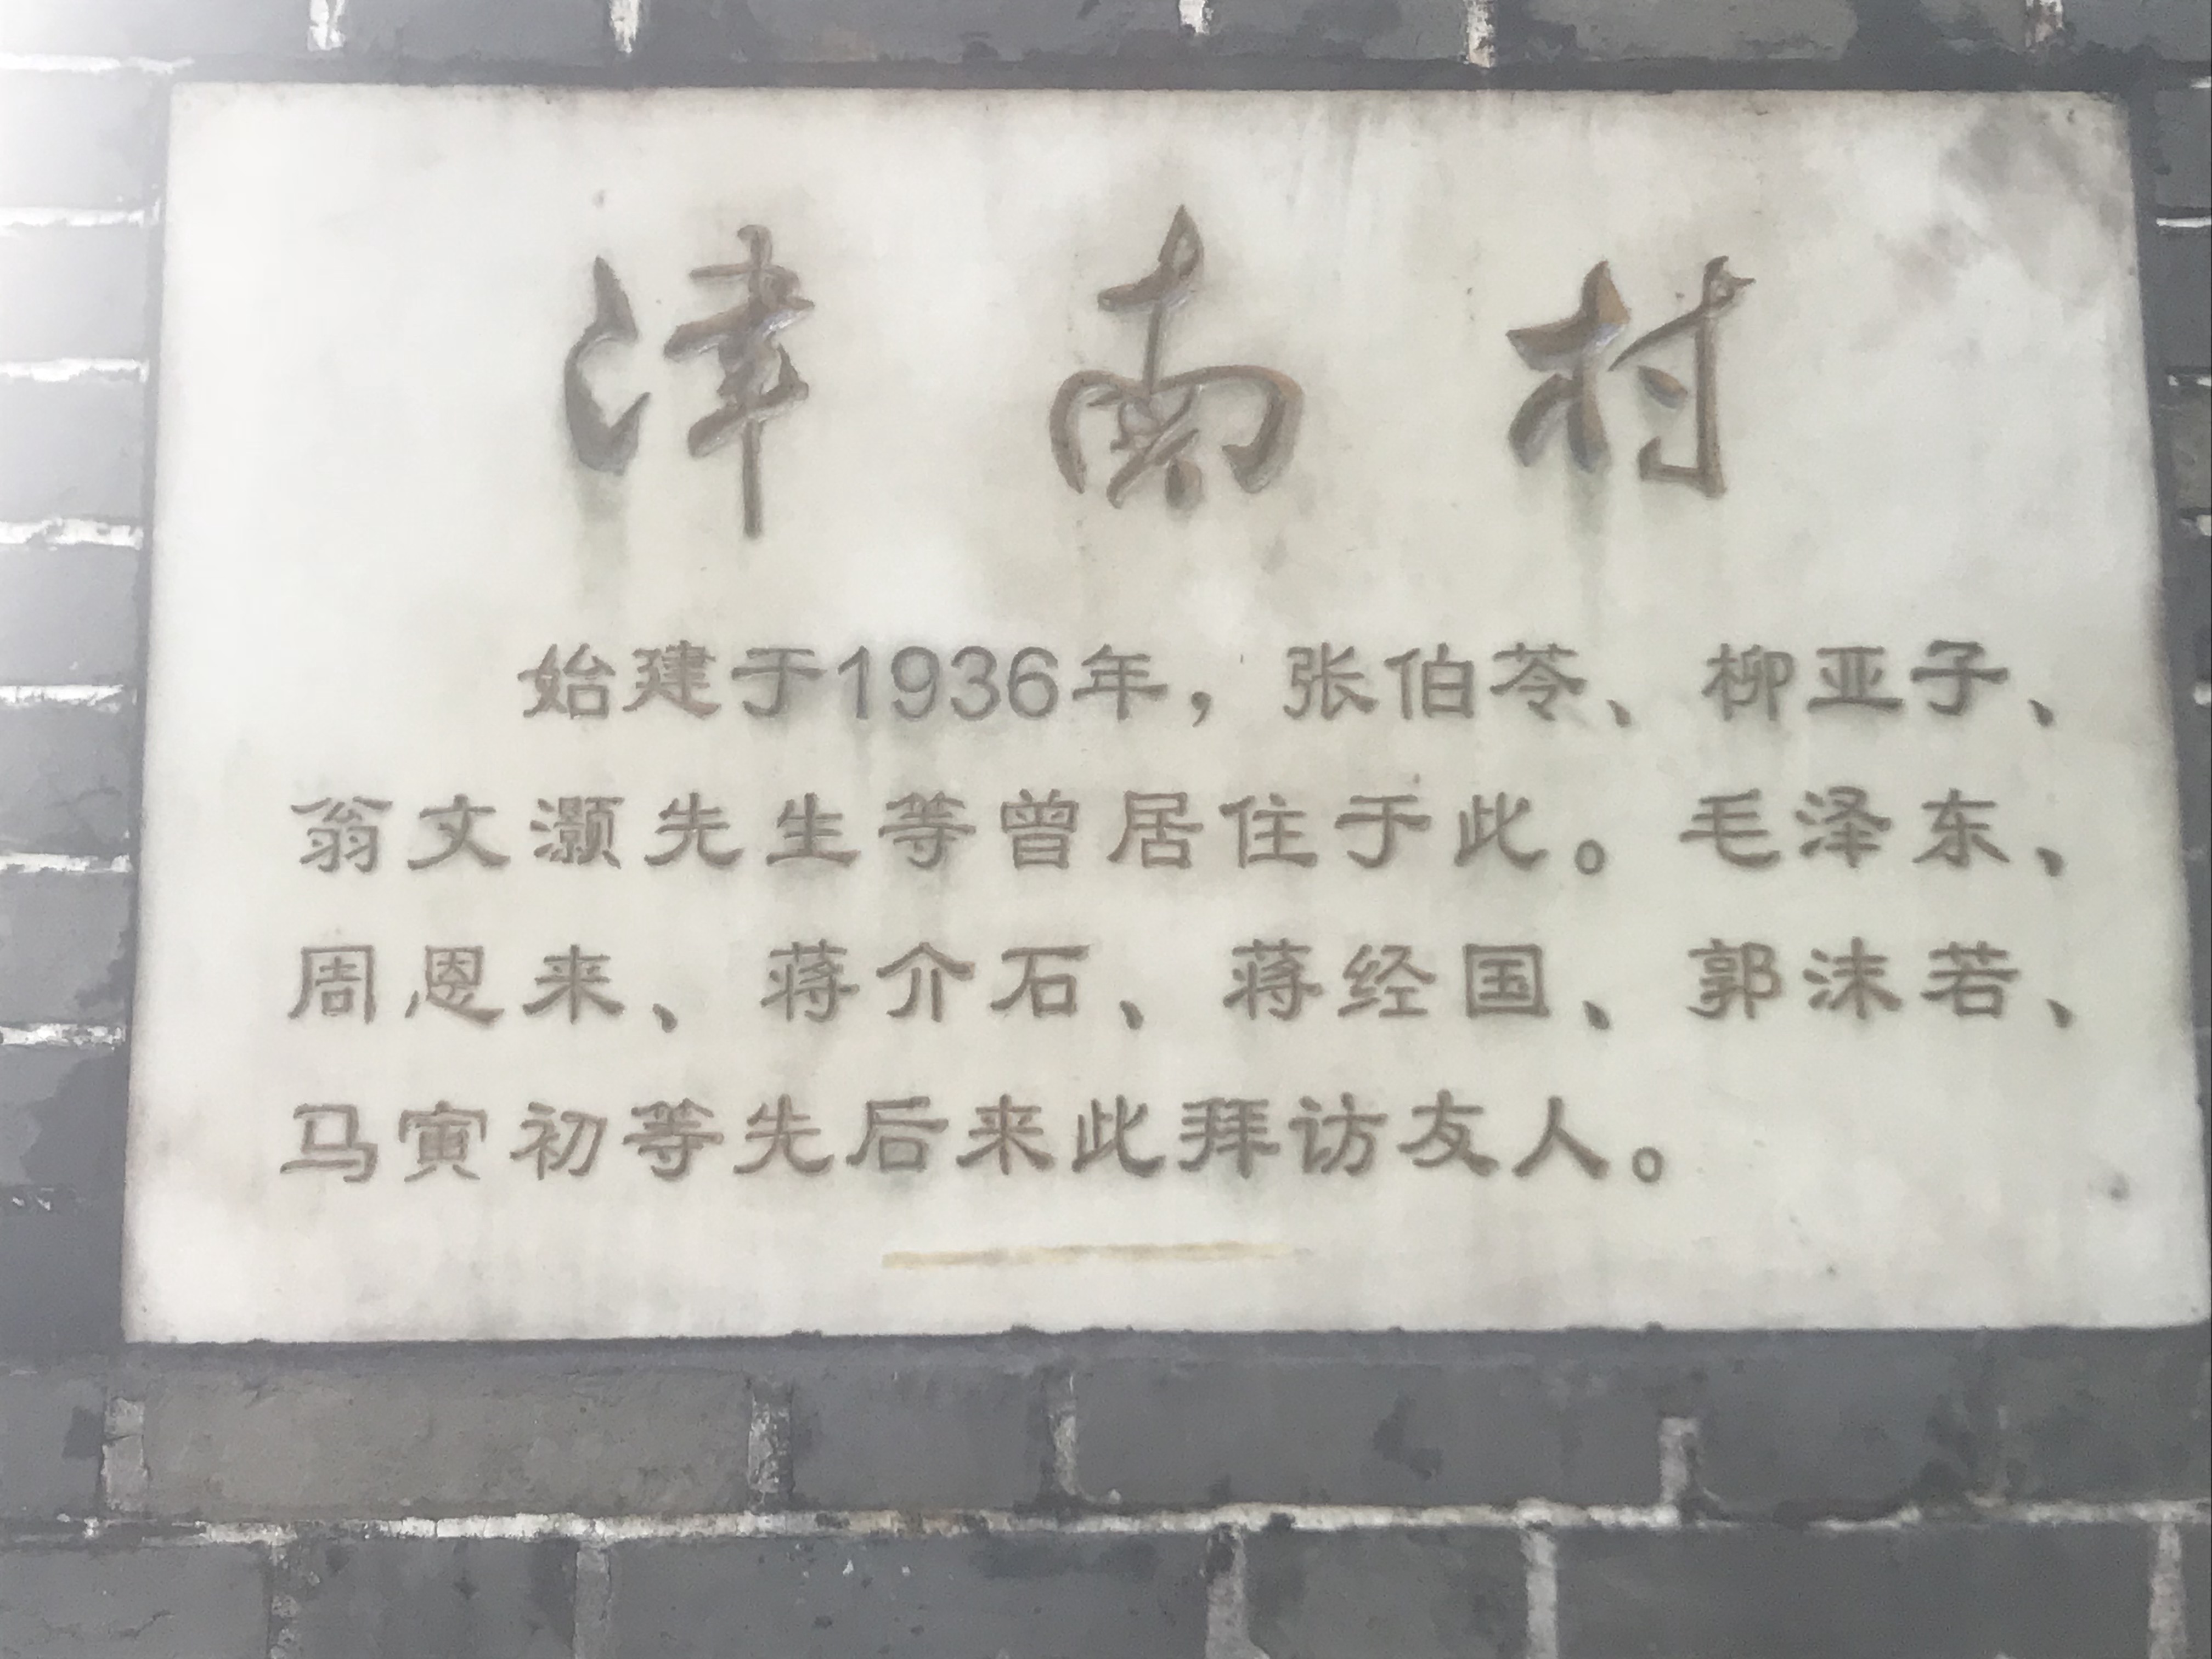 津南村
始建于1936年，张伯苓、柳亚子、
翁文灏先生等曾居住于此。毛泽东、
周恩来、蒋介石、蒋经国、郭沫若、
马寅初等先后来此拜访友人。